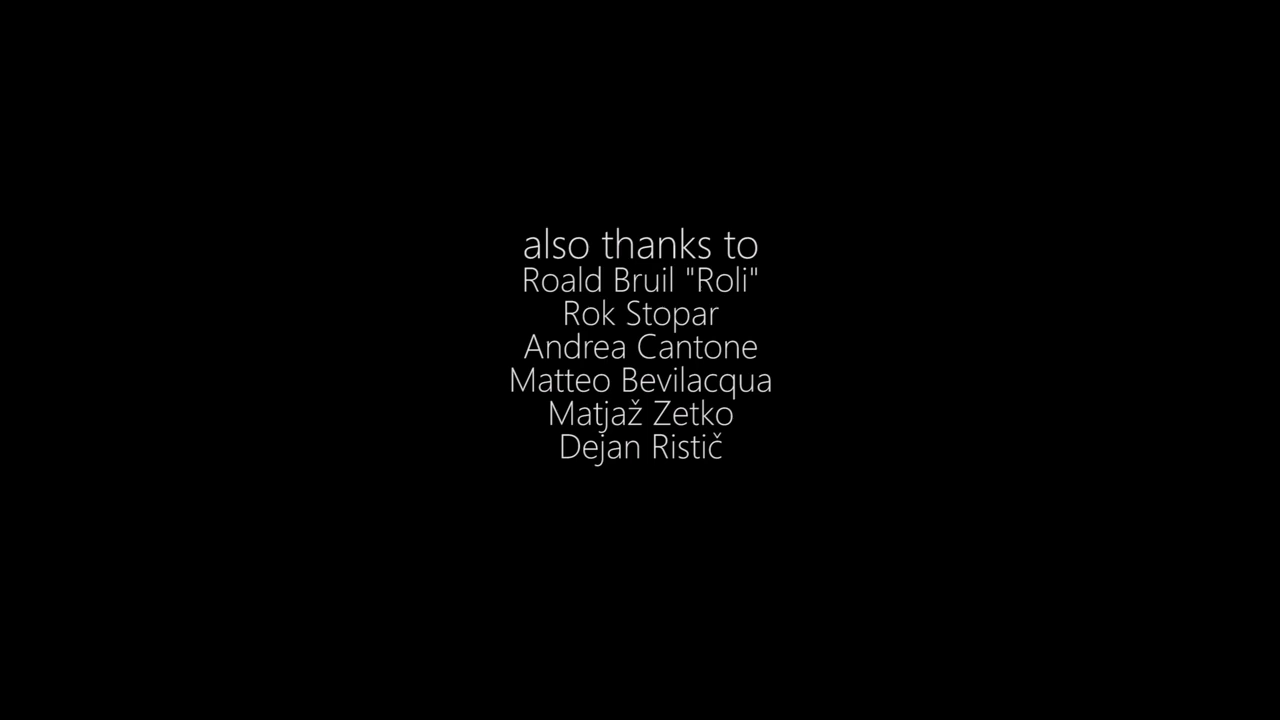 also thanks to
Roald Bruil "Roli"
Rok Stopar
Andrea Cantone
Matteo Bevilacqua
Matjaž Zetko
Dejan Ristič